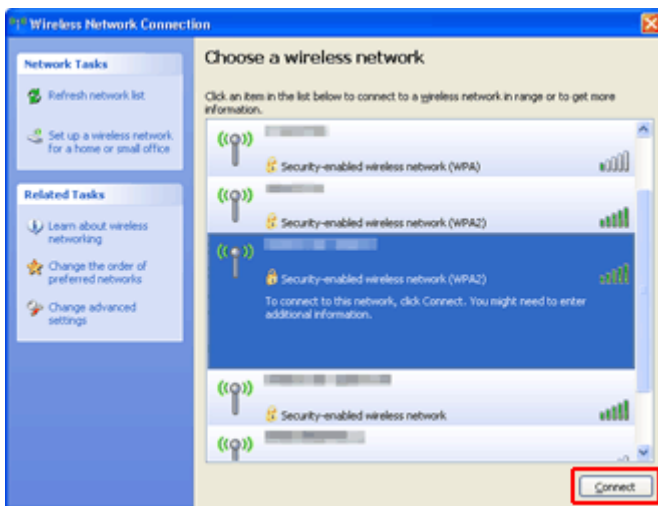 Wireless Network Connection
Network Tasks
Refresh network list
Set up a wireless network
for a home or small office
Related Tasks
Learn about wireless
networking
Change the order of
preferred networks
Change advanced
settings
Choose a wireless network
Click an item in the list below to connect to a wireless network in range or to get more
information.
Security-enabled wireless network (WPA)
Security-enabled wireless network (WPA2)
Security-enabled wireless network (WPA2)
To connect to this network, click Connect. You might need to enter
additional information.
Security-enabled wireless network
Connect